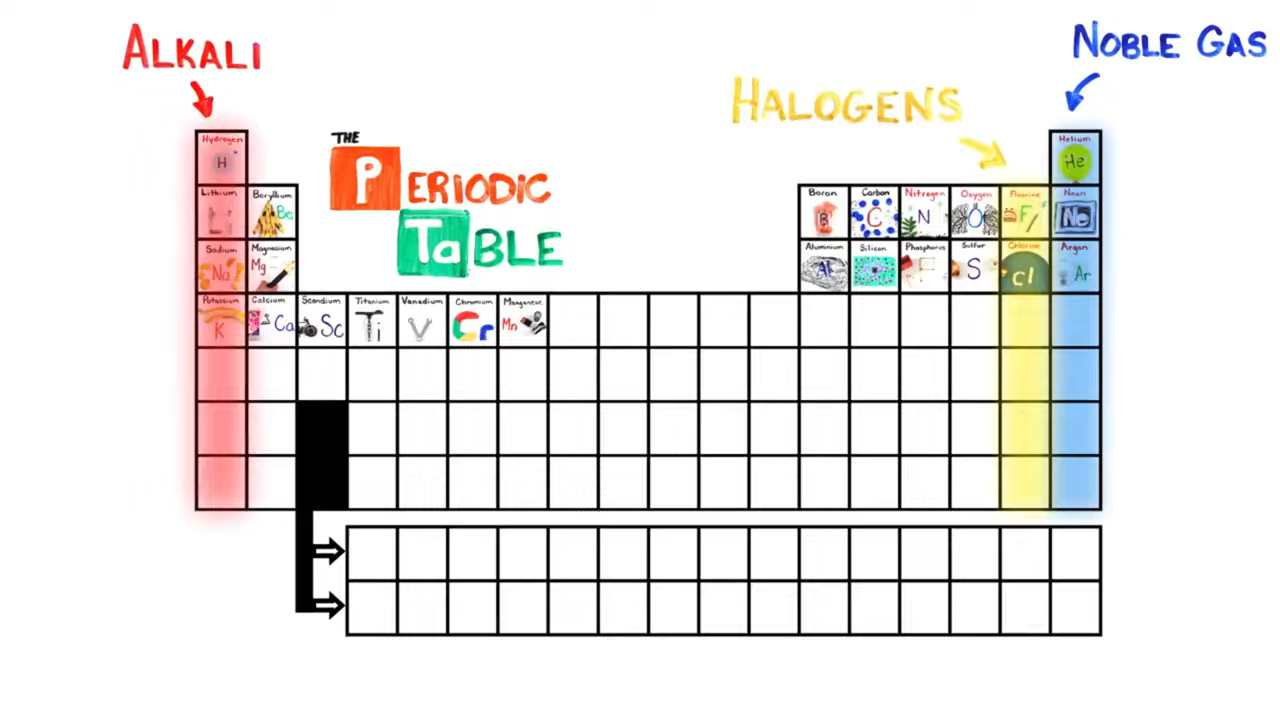 ALKALI
NOBLE GAS
HALOGENS
THE
PERIODIC
TABLE
Hydrogen
H
Helium
He
Lithium
Beryllium
Be
Boron
B
Carbon
C
Nitrogen
N
Oxygen
O
Fluorine
F
Neon
Ne
Sodium
Na
Magnesium
Mg
Aluminium
Al
Silicon
Phosphorus
P
Sulfur
S
Chlorine
Cl
Argon
Ar
Potassium
K
Calcium
Ca
Scandium
Sc
Titanium
Ti
Vanadium
V
Chromium
Cr
Manganese
Mn